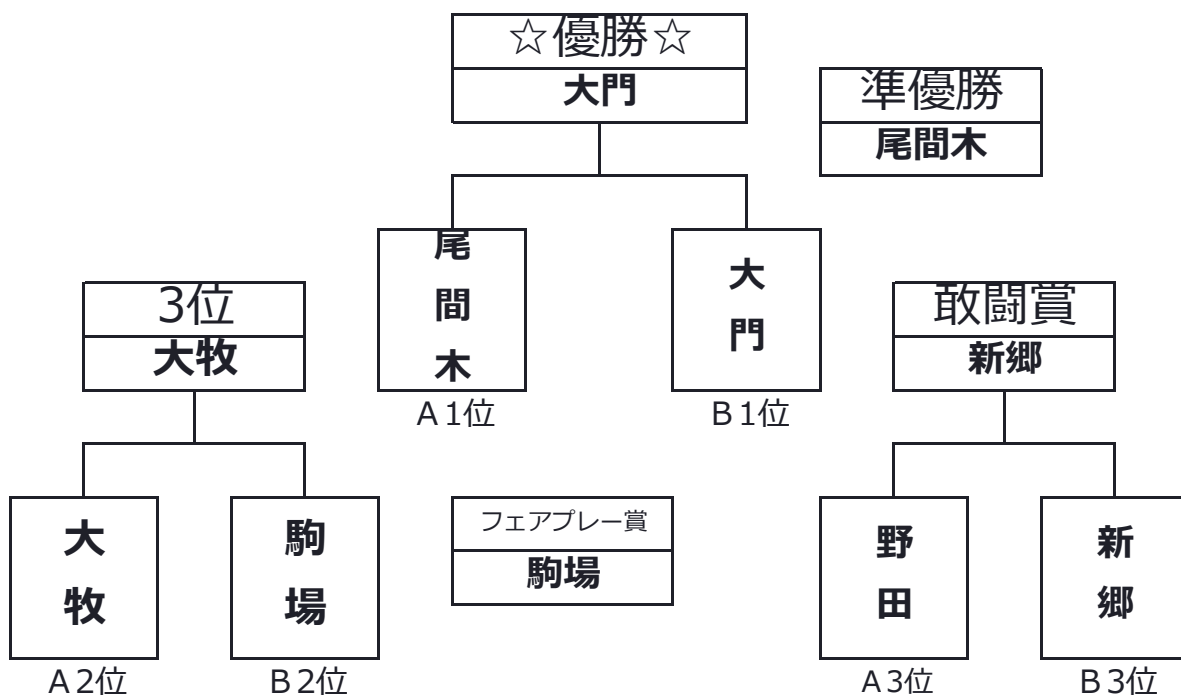 ☆優勝☆
大門
準優勝
尾間木
尾間木
大門
A1位
B1位
3位
大牧
敢闘賞
新郷
大牧
駒場
フェアプレー賞
駒場
野田
新郷
A2位
B2位
A3位
B3位